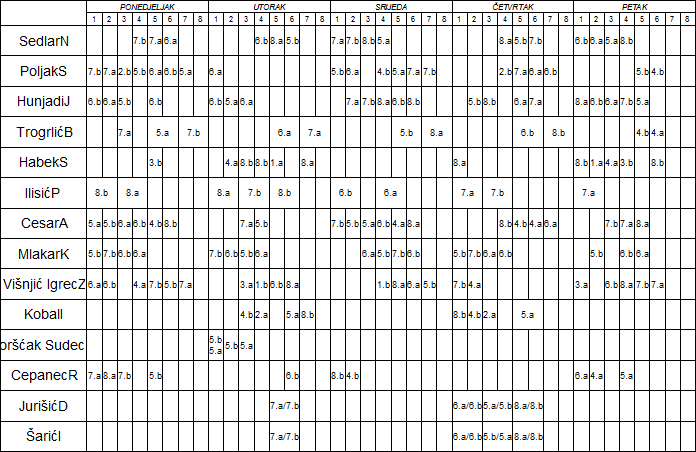 PONEDJELJAK UTORAK SRIJEDA ČETVRTAK PETAK
1 2 3 4 5 6 7 8 1 2 3 4 5 6 7 8 1 2 3 4 5 6 7 8 1 2 3 4 5 6 7 8 1 2 3 4 5 6 7 8
SedlarN 7.b 7.a 6.a 6.b 8.a 5.b 7.a 7.b 8.b 5.a 8.a 5.b 7.b 6.b 6.a 5.a 8.b
PoljakS 7.b 7.a 2.b 5.b 6.a 6.b 5.a 6.a 5.b 6.a 4.b 5.a 7.a 7.b 2.b 7.a 6.a 6.b 5.b 4.b
HunjadiJ 6.b 6.a 5.b 6.b 6.b 5.a 6.a 7.a 7.b 8.a 6.b 8.b 5.b 8.b 6.a 7.a 8.a 6.b 6.a 7.b 5.a
TrogrlićB 7.a 5.a 7.b 6.a 7.a 5.b 8.a 6.b 8.b 4.b 4.a
HabekS 3.b 4.a 8.b 8.b 1.a 7.a 8.a 8.b 1.a 4.a 3.b 8.b
IlisićP 8.b 8.a 8.a 7.b 8.b 6.b 6.a 7.a 7.b 7.a
CesarA 5.a 5.b 6.a 6.b 4.b 8.b 7.a 5.b 7.b 5.b 5.a 6.b 4.a 8.a 8.b 4.b 4.a 6.a 7.b 7.a 8.a
MlakarK 5.b 7.b 6.b 6.a 7.b 6.b 5.b 6.a 6.a 5.b 7.b 6.b 5.b 7.b 6.a 6.b 5.b 6.b 6.a
Višnjić IgrecZ 6.a 6.b 4.a 7.b 5.b 7.a 3.a 1.b 6.b 8.a 1.b 8.a 6.a 5.b 7.b 4.a 3.a 6.b 8.a 7.b 7.a
KobalI 4.b 2.a 5.a 8.b 8.b 4.b 2.a 5.a
5.b
oršćak Sudec 5.b 5.a
5.a
CepanecR 7.a 8.a 7.b 5.b 6.b 8.b 4.b 6.a 4.a 5.a
JurišićD 7.a/7.b 6.a/6.b 5.a/5.b 8.a/8.b
ŠarićI 7.a/7.b 6.a/6.b 5.b/5.a 8.a/8.b